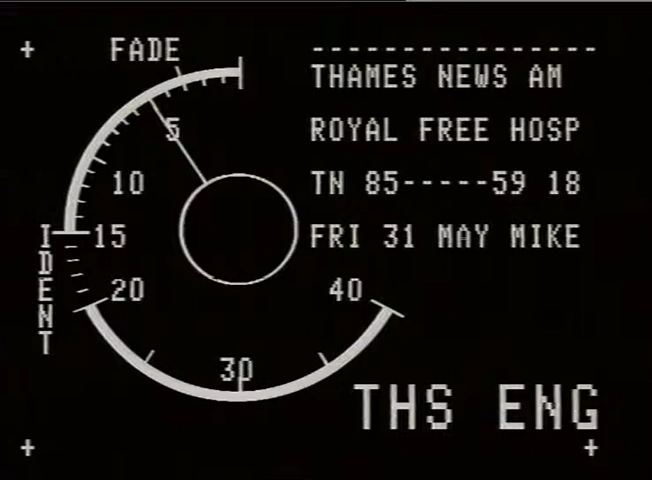 FADE
----------------
THAMES NEWS AM
5
ROYAL FREE HOSP
10
TN 85-----59 18
IDENT
15
FRI 31 MAY MIKE
20
40
30
THS ENG